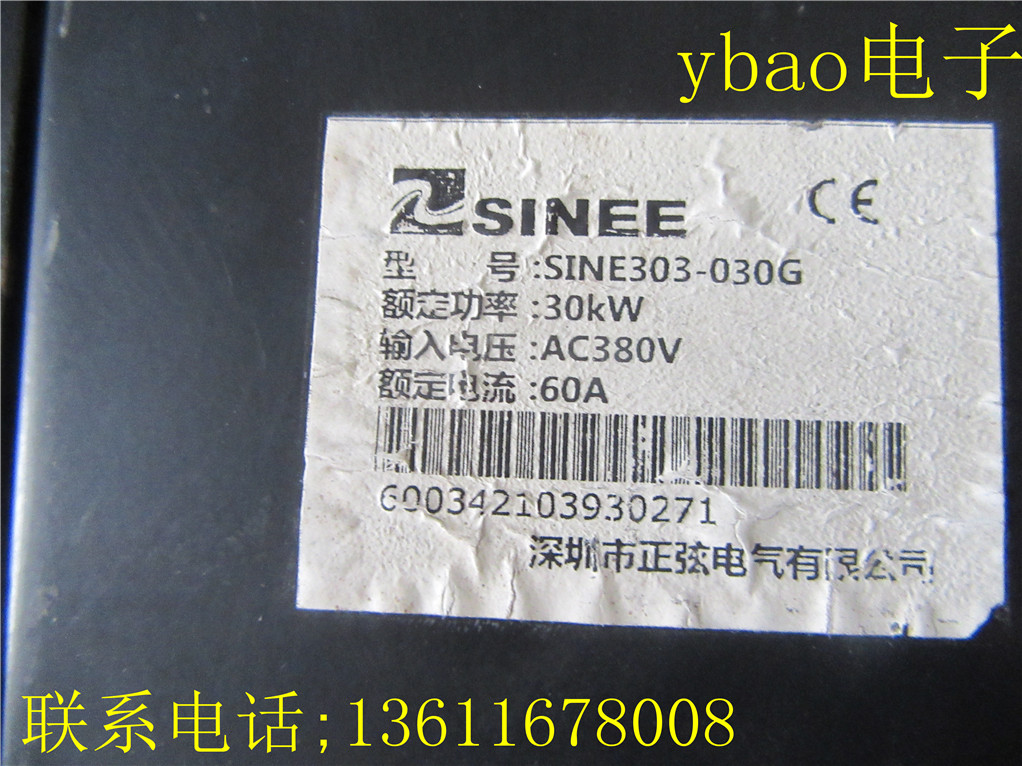 ybao电子
SINEE CE
型 号:SINE303-030G
额定功率:30kW
输入电压:AC380V
额定电流:60A
600342103930271
深圳市正弦电气有限公司
联系电话;13611678008